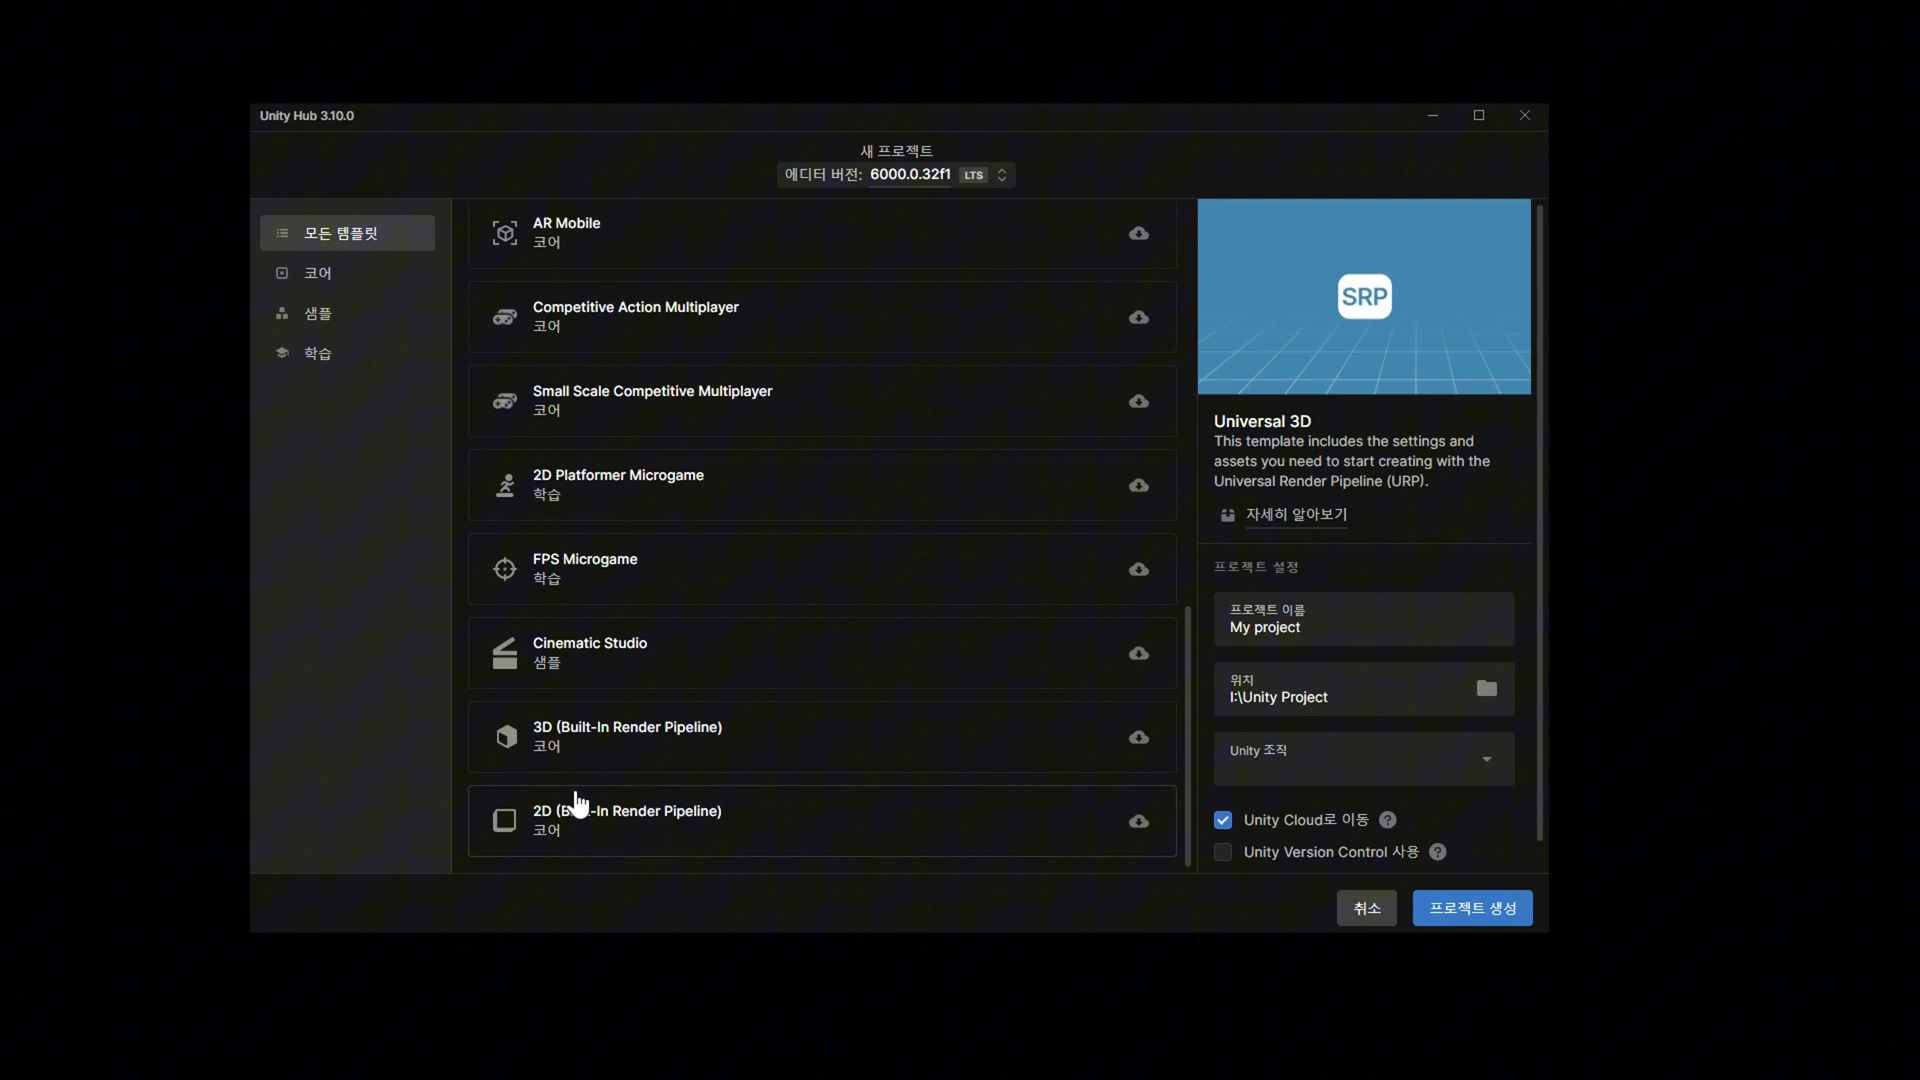 Unity Hub 3.10.0
새 프로젝트
에디터 버전: 6000.0.32f1 LTS
모든 템플릿
코어
샘플
학습
AR Mobile
코어
Competitive Action Multiplayer
코어
Small Scale Competitive Multiplayer
코어
2D Platformer Microgame
학습
FPS Microgame
학습
Cinematic Studio
샘플
3D (Built-In Render Pipeline)
코어
2D (B -In Render Pipeline)
코어
SRP
Universal 3D
This template includes the settings and
assets you need to start creating with the
Universal Render Pipeline (URP).
자세히 알아보기
프로젝트 설정
프로젝트 이름
My project
위치
I:\Unity Project
Unity 조직
Unity Cloud로 이동 ?
Unity Version Control 사용 ?
취소
프로젝트 생성